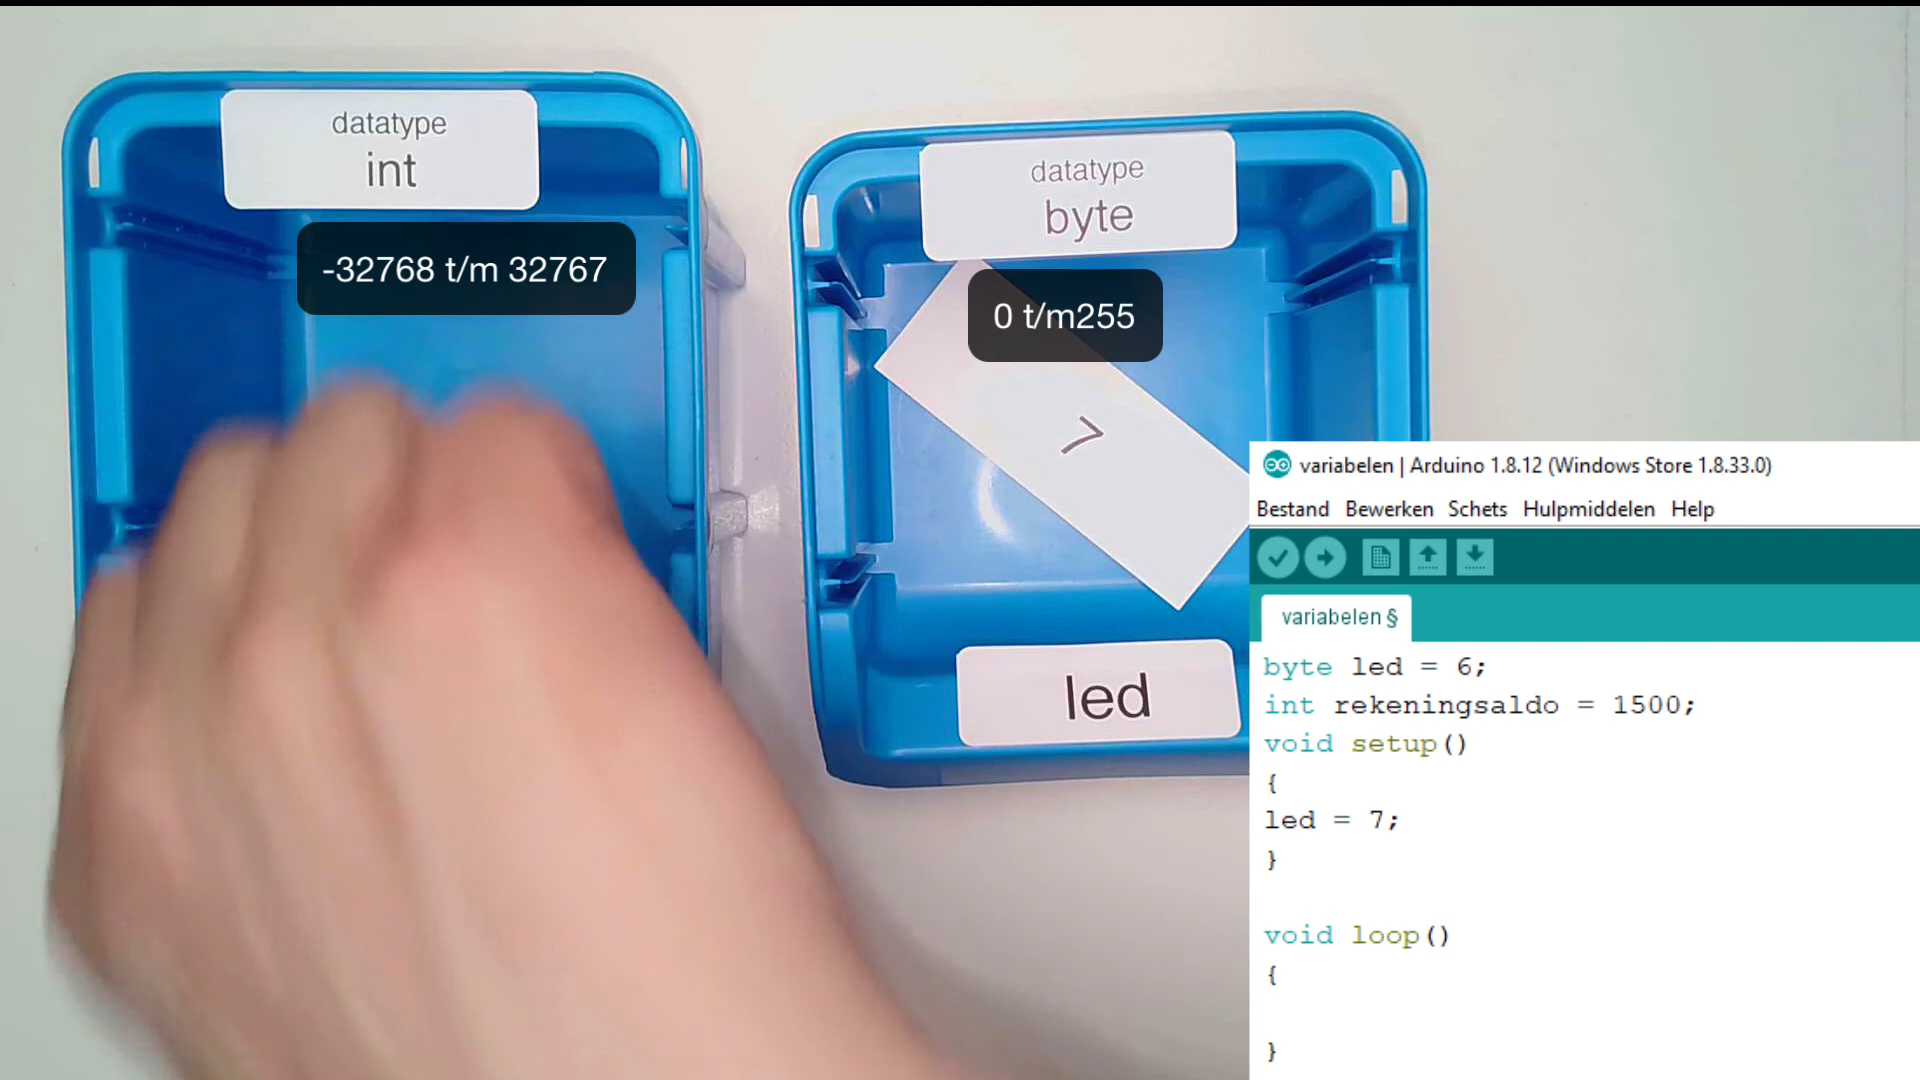 datatype
int
-32768 t/m 32767
datatype
byte
0 t/m255
7
led
variabelen | Arduino 1.8.12 (Windows Store 1.8.33.0)
Bestand Bewerken Schets Hulpmiddelen Help
variabelen §
byte led = 6;
int rekeningsaldo = 1500;
void setup()
{
led = 7;
}
void loop()
{
}